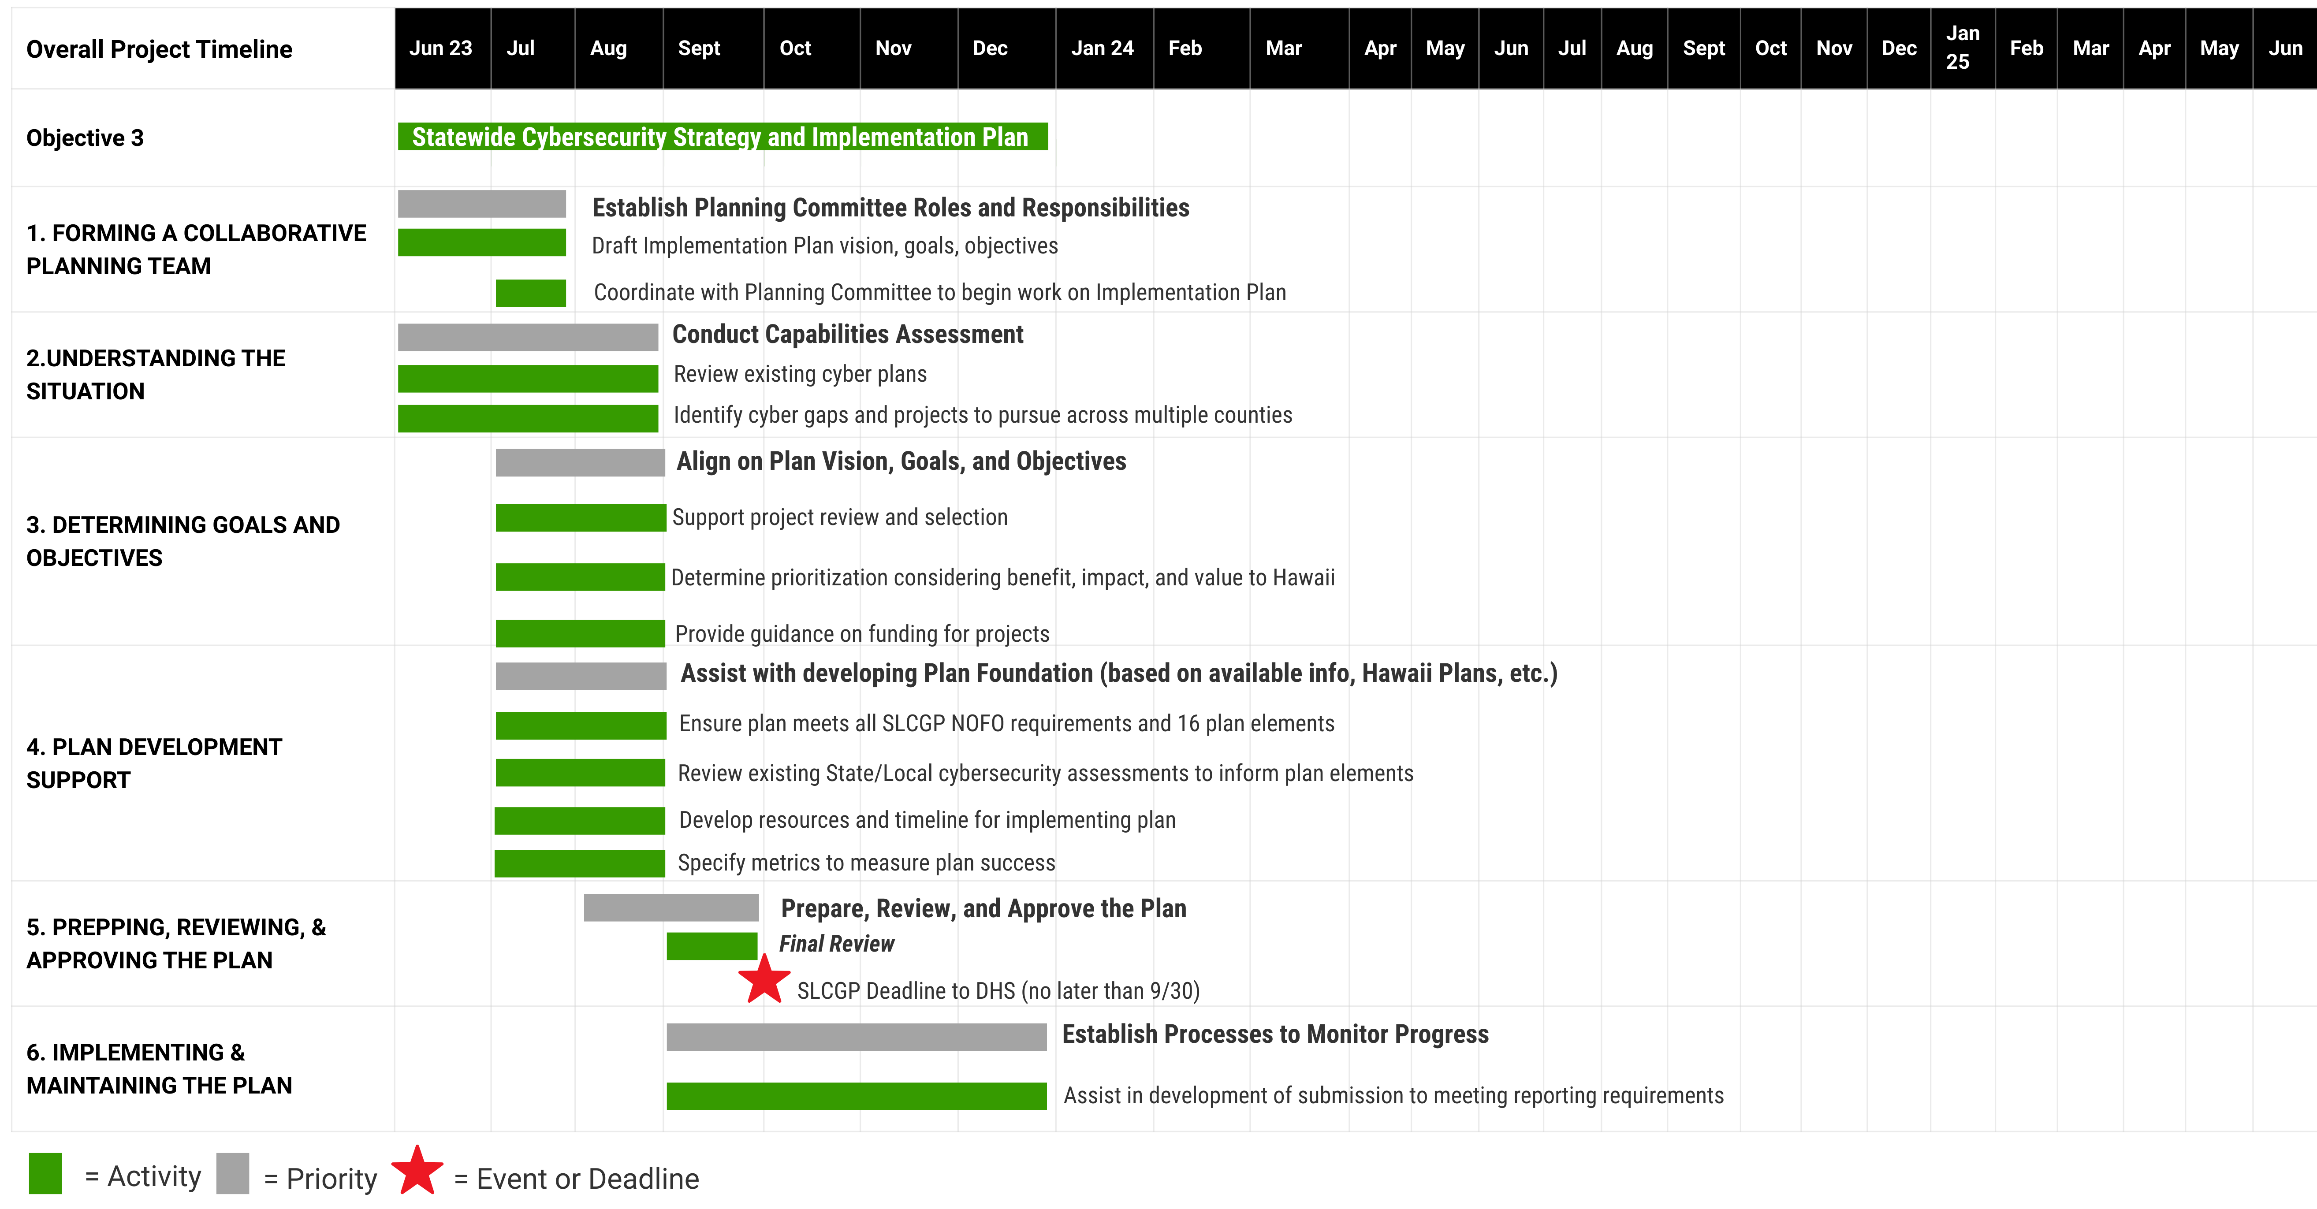 Overall Project Timeline
Jun 23 Jul Aug Sept Oct Nov Dec Jan 24 Feb Mar Apr May Jun Jul Aug Sept Oct Nov Dec Jan 25 Feb Mar Apr May Jun
Objective 3
Statewide Cybersecurity Strategy and Implementation Plan
1. FORMING A COLLABORATIVE
PLANNING TEAM
Establish Planning Committee Roles and Responsibilities
Draft Implementation Plan vision, goals, objectives
Coordinate with Planning Committee to begin work on Implementation Plan
2.UNDERSTANDING THE
SITUATION
Conduct Capabilities Assessment
Review existing cyber plans
Identify cyber gaps and projects to pursue across multiple counties
3. DETERMINING GOALS AND
OBJECTIVES
Align on Plan Vision, Goals, and Objectives
Support project review and selection
Determine prioritization considering benefit, impact, and value to Hawaii
Provide guidance on funding for projects
4. PLAN DEVELOPMENT
SUPPORT
Assist with developing Plan Foundation (based on available info, Hawaii Plans, etc.)
Ensure plan meets all SLCGP NOFO requirements and 16 plan elements
Review existing State/Local cybersecurity assessments to inform plan elements
Develop resources and timeline for implementing plan
Specify metrics to measure plan success
5. PREPPING, REVIEWING, &
APPROVING THE PLAN
Prepare, Review, and Approve the Plan
Final Review
SLCGP Deadline to DHS (no later than 9/30)
6. IMPLEMENTING &
MAINTAINING THE PLAN
Establish Processes to Monitor Progress
Assist in development of submission to meeting reporting requirements
= Activity = Priority = Event or Deadline